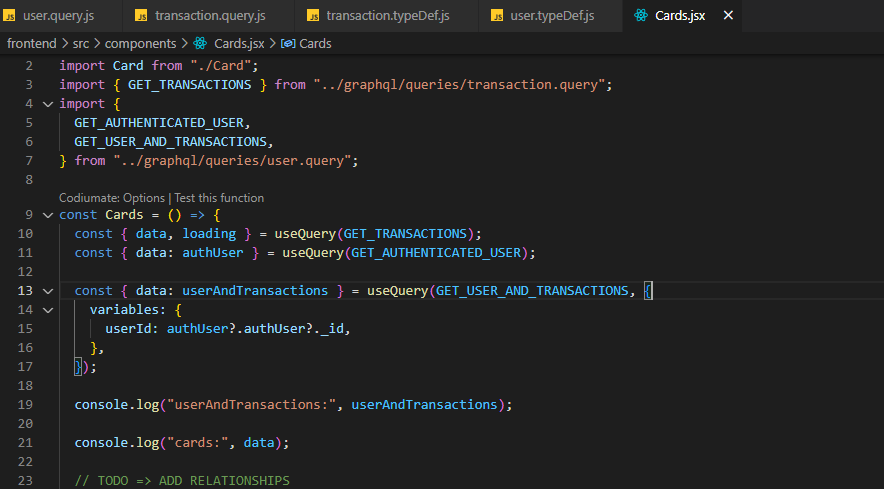 user.query.js transaction.query.js transaction.typeDef.js user.typeDef.js Cards.jsx
frontend > src > components > Cards.jsx > Cards
2 import Card from "./Card";
3 import { GET_TRANSACTIONS } from "../graphql/queries/transaction.query";
4 import {
5 GET_AUTHENTICATED_USER,
6 GET_USER_AND_TRANSACTIONS,
7 } from "../graphql/queries/user.query";
8
Codiumate: Options | Test this function
9 const Cards = () => {
10 const { data, loading } = useQuery(GET_TRANSACTIONS);
11 const { data: authUser } = useQuery(GET_AUTHENTICATED_USER);
12
13 const { data: userAndTransactions } = useQuery(GET_USER_AND_TRANSACTIONS, {
14 variables: {
15 userId: authUser?.authUser?._id,
16 },
17 });
18
19 console.log("userAndTransactions:", userAndTransactions);
20
21 console.log("cards:", data);
22
23 // TODO => ADD RELATIONSHIPS